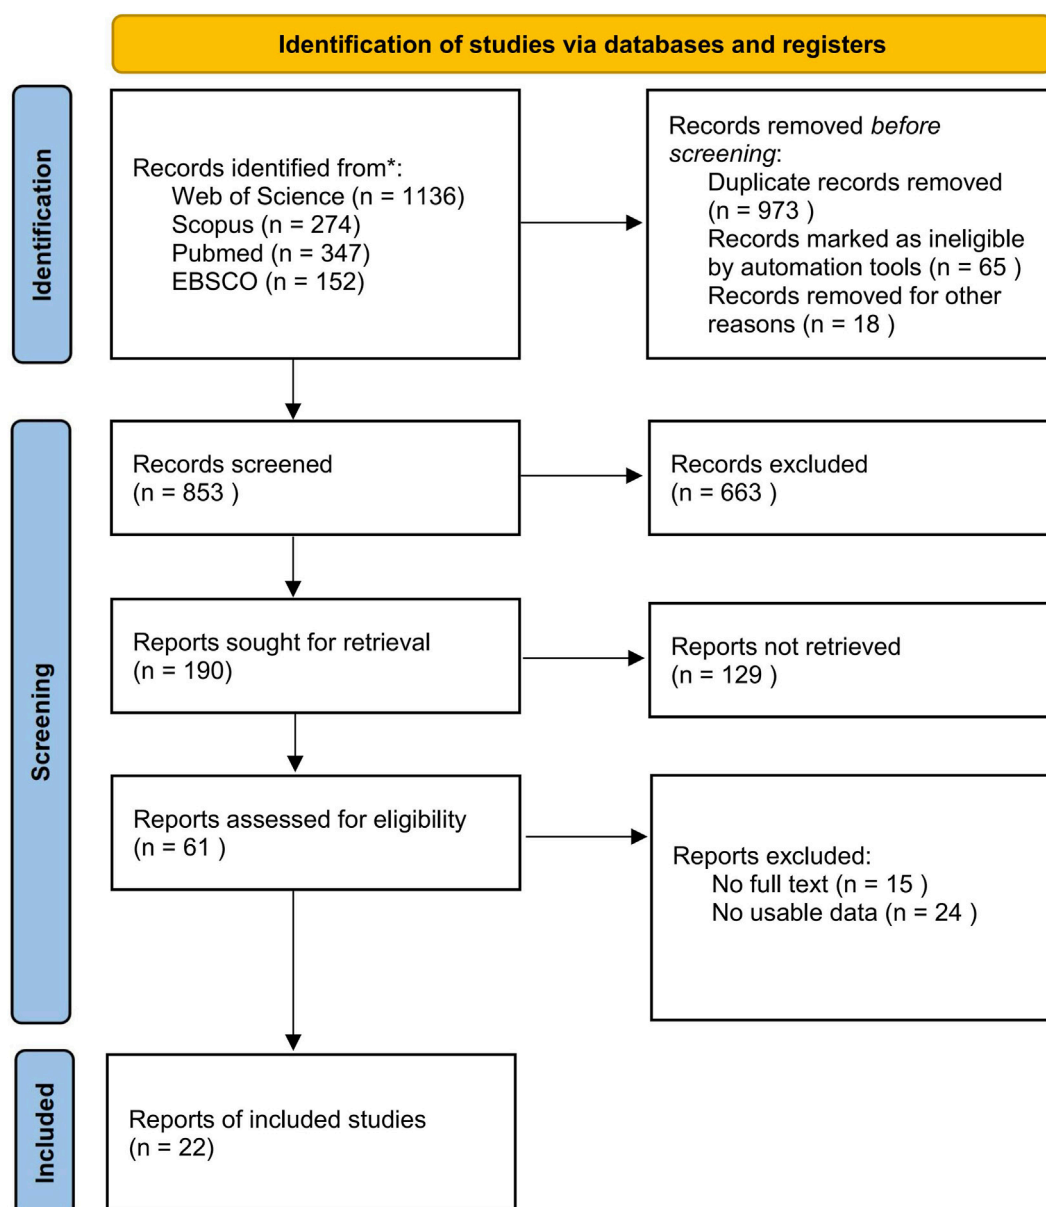 Identification of studies via databases and registers
Identification
Records identified from*:
Web of Science (n = 1136)
Scopus (n = 274)
Pubmed (n = 347)
EBSCO (n = 152)
Records removed before
screening:
Duplicate records removed
(n = 973 )
Records marked as ineligible
by automation tools (n = 65 )
Records removed for other
reasons (n = 18 )
Screening
Records screened
(n = 853 )
Records excluded
(n = 663 )
Reports sought for retrieval
(n = 190)
Reports not retrieved
(n = 129 )
Reports assessed for eligibility
(n = 61 )
Reports excluded:
No full text (n = 15 )
No usable data (n = 24 )
Included
Reports of included studies
(n = 22)